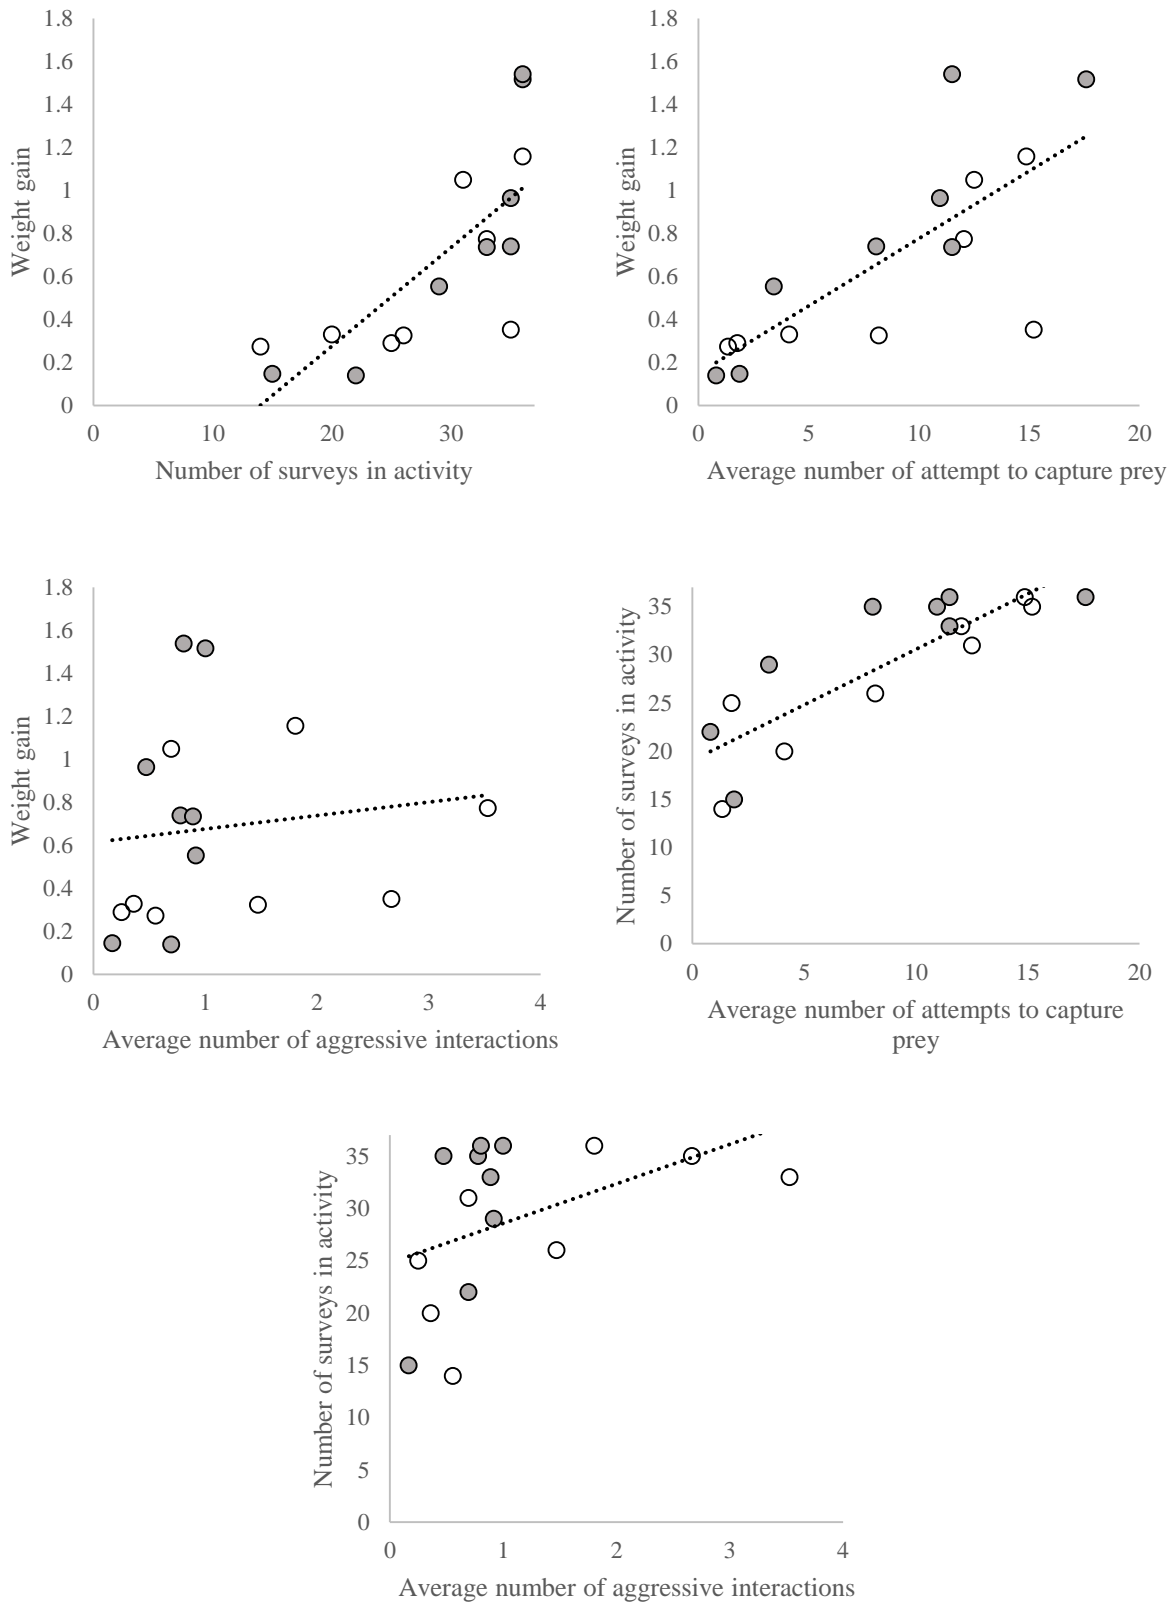 1.8
1.6
1.4
1.2
1
0.8
0.6
0.4
0.2
0
Weight gain
0 10 20 30
Number of surveys in activity
1.8
1.6
1.4
1.2
1
0.8
0.6
0.4
0.2
0
Weight gain
0 5 10 15 20
Average number of attempt to capture prey
1.8
1.6
1.4
1.2
1
0.8
0.6
0.4
0.2
0
Weight gain
0 1 2 3 4
Average number of aggressive interactions
35
30
25
20
15
10
5
0
Number of surveys in activity
0 5 10 15 20
Average number of attempts to capture
prey
35
30
25
20
15
10
5
0
Number of surveys in activity
0 1 2 3 4
Average number of aggressive interactions